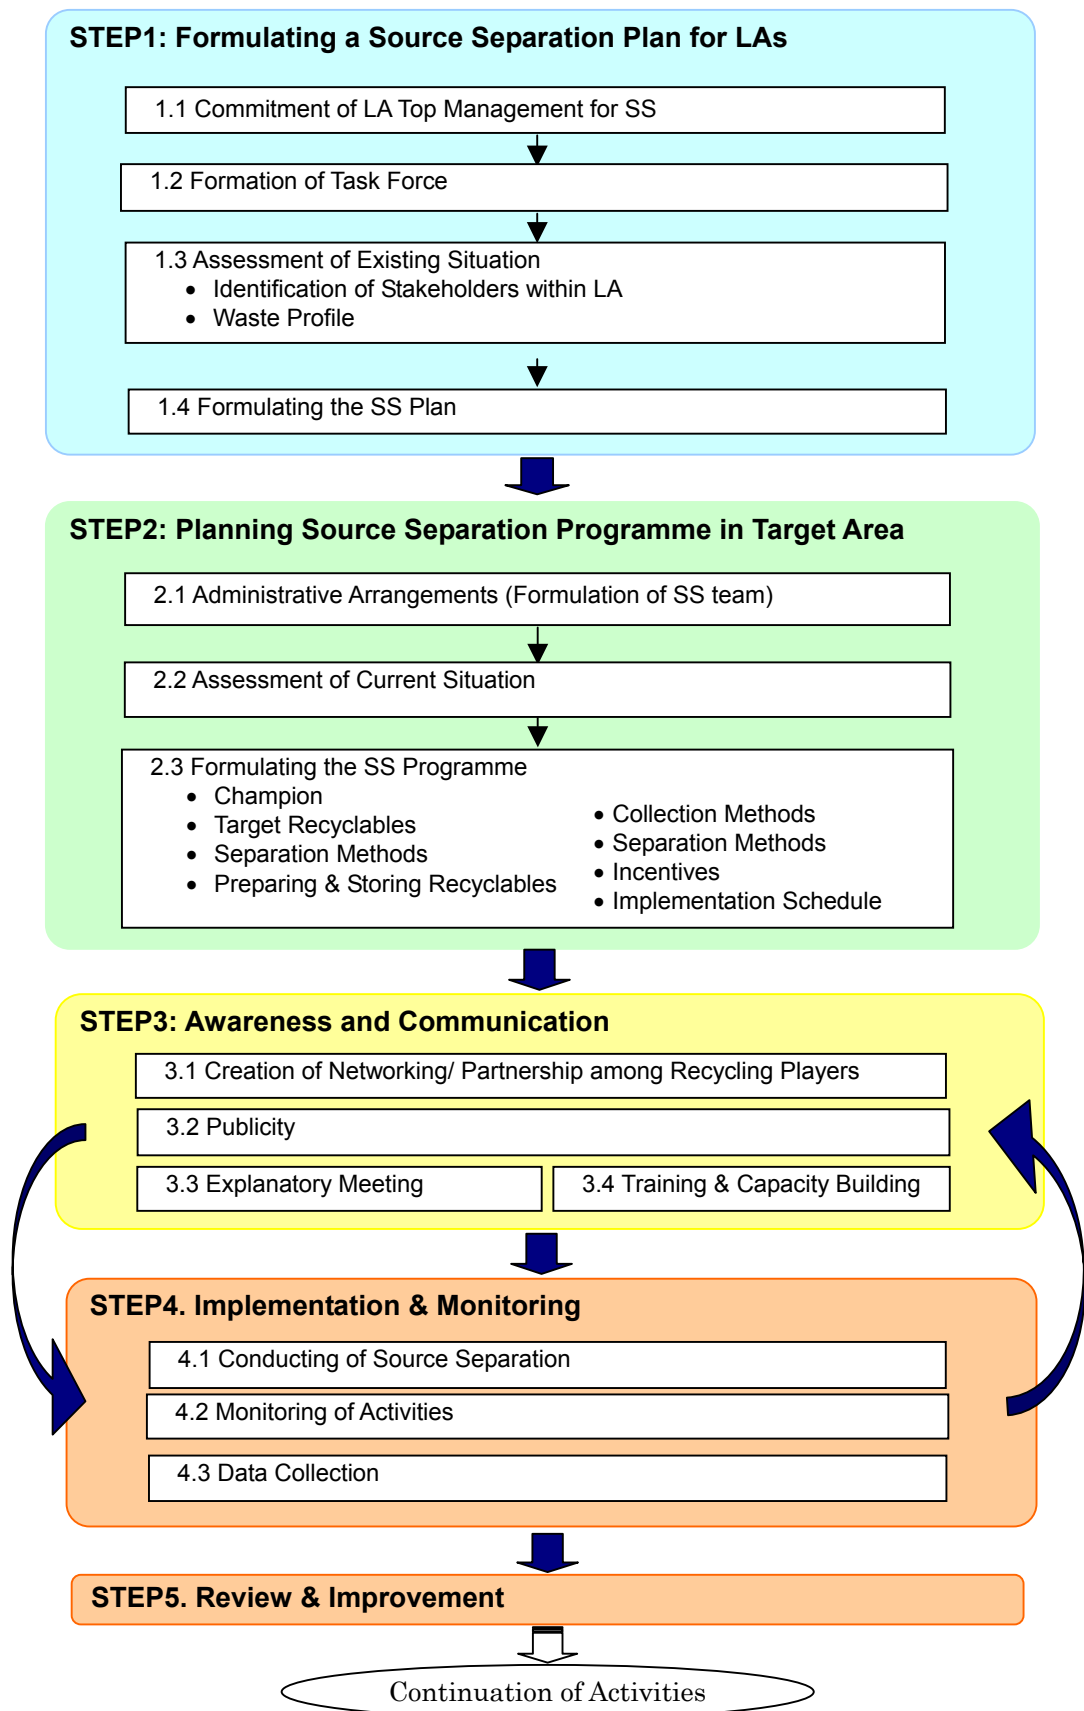 STEP1: Formulating a Source Separation Plan for LAs
1.1 Commitment of LA Top Management for SS
1.2 Formation of Task Force
1.3 Assessment of Existing Situation
• Identification of Stakeholders within LA
• Waste Profile
1.4 Formulating the SS Plan
STEP2: Planning Source Separation Programme in Target Area
2.1 Administrative Arrangements (Formulation of SS team)
2.2 Assessment of Current Situation
2.3 Formulating the SS Programme
• Champion
• Target Recyclables
• Separation Methods
• Preparing & Storing Recyclables
• Collection Methods
• Separation Methods
• Incentives
• Implementation Schedule
STEP3: Awareness and Communication
3.1 Creation of Networking/ Partnership among Recycling Players
3.2 Publicity
3.3 Explanatory Meeting
3.4 Training & Capacity Building
STEP4. Implementation & Monitoring
4.1 Conducting of Source Separation
4.2 Monitoring of Activities
4.3 Data Collection
STEP5. Review & Improvement
Continuation of Activities